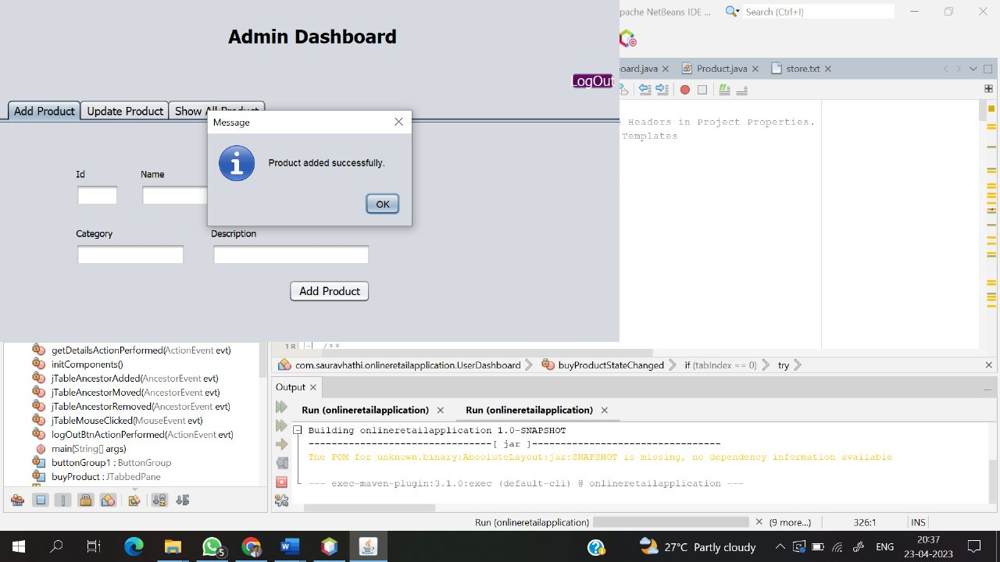 Admin Dashboard
LogOut
Add Product
Update Product
Show All Product
Message
Product added successfully.
OK
Id
Name
Category
Description
Add Product
pache NetBeans IDE ...
Search (Ctrl+I)
oard.java
Product.java
store.txt
Headers in Project Properties.
Templates
18
/**
getDetailsActionPerformed(ActionEvent evt)
initComponents()
jTableAncestorAdded(AncestorEvent evt)
jTableAncestorMoved(AncestorEvent evt)
jTableAncestorRemoved(AncestorEvent evt)
jTableMouseClicked(MouseEvent evt)
logOutBtnActionPerformed(ActionEvent evt)
main(String[] args)
buttonGroup1 : ButtonGroup
buyProduct : JTabbedPane
com.sauravhathi.onlineretailapplication.UserDashboard
buyProductStateChanged
if (tabIndex == 0)
try
Output
Run (onlineretailapplication)
Run (onlineretailapplication)
Building onlineretailapplication 1.0-SNAPSHOT
--------------------------------[ jar ]---------------------------------
The POM for unknown.binary:AbsoluteLayout:jar:SNAPSHOT is missing, no dependency information available
--- exec-maven-plugin:3.1.0:exec (default-cli) @ onlineretailapplication ---
Run (onlineretailapplication)
(9 more...)
326:1
INS
5
27°C Partly cloudy
ENG
20:37
23-04-2023